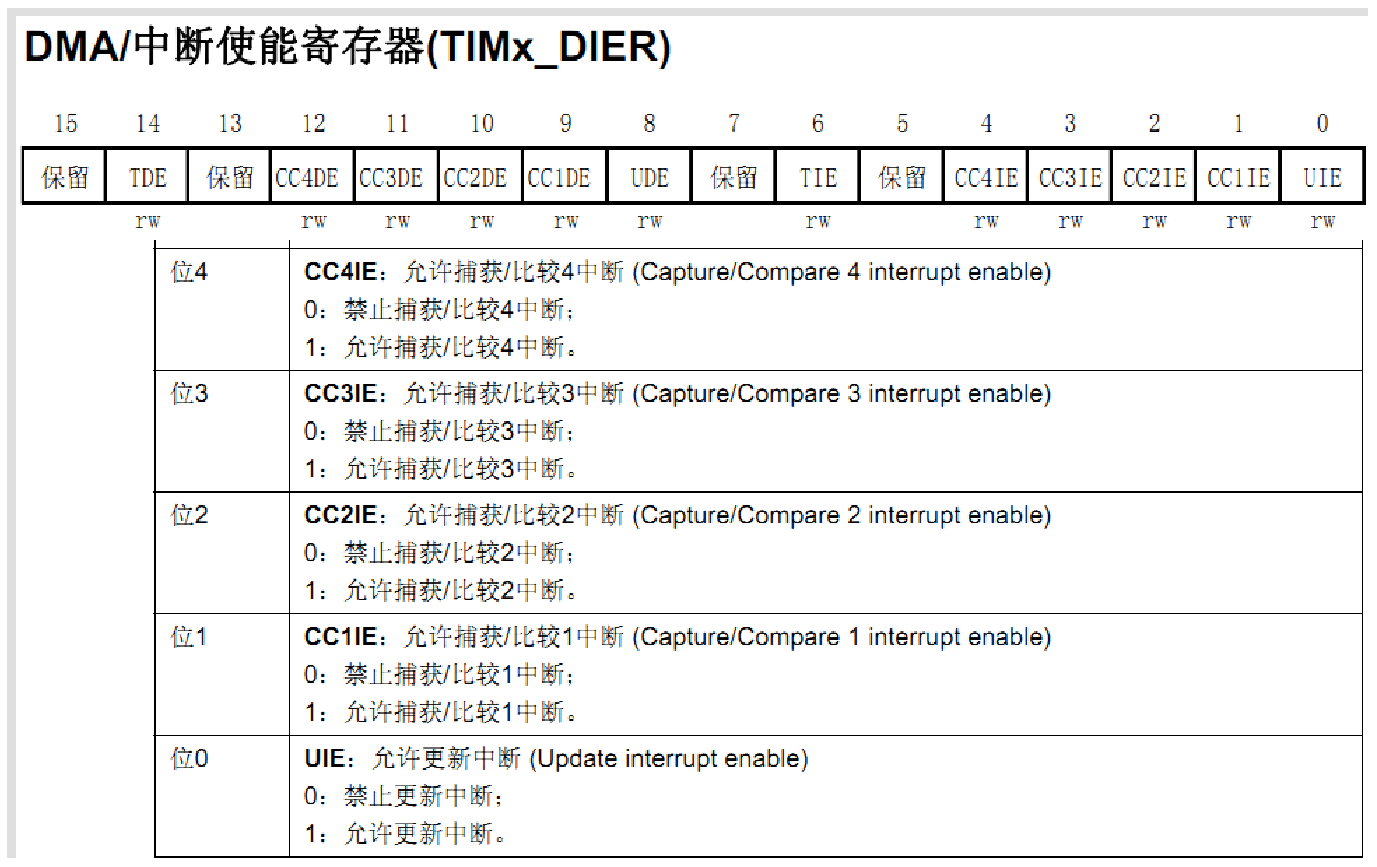 DMA/中断使能寄存器(TIMx_DIER)
15 14 13 12 11 10 9 8 7 6 5 4 3 2 1 0
保留 TDE 保留 CC4DE CC3DE CC2DE CC1DE UDE 保留 TIE 保留 CC4IE CC3IE CC2IE CC1IE UIE
rw rw rw rw rw rw rw rw rw rw rw rw
位4 CC4IE：允许捕获/比较4中断 (Capture/Compare 4 interrupt enable)
0：禁止捕获/比较4中断；
1：允许捕获/比较4中断。
位3 CC3IE：允许捕获/比较3中断 (Capture/Compare 3 interrupt enable)
0：禁止捕获/比较3中断；
1：允许捕获/比较3中断。
位2 CC2IE：允许捕获/比较2中断 (Capture/Compare 2 interrupt enable)
0：禁止捕获/比较2中断；
1：允许捕获/比较2中断。
位1 CC1IE：允许捕获/比较1中断 (Capture/Compare 1 interrupt enable)
0：禁止捕获/比较1中断；
1：允许捕获/比较1中断。
位0 UIE：允许更新中断 (Update interrupt enable)
0：禁止更新中断；
1：允许更新中断。